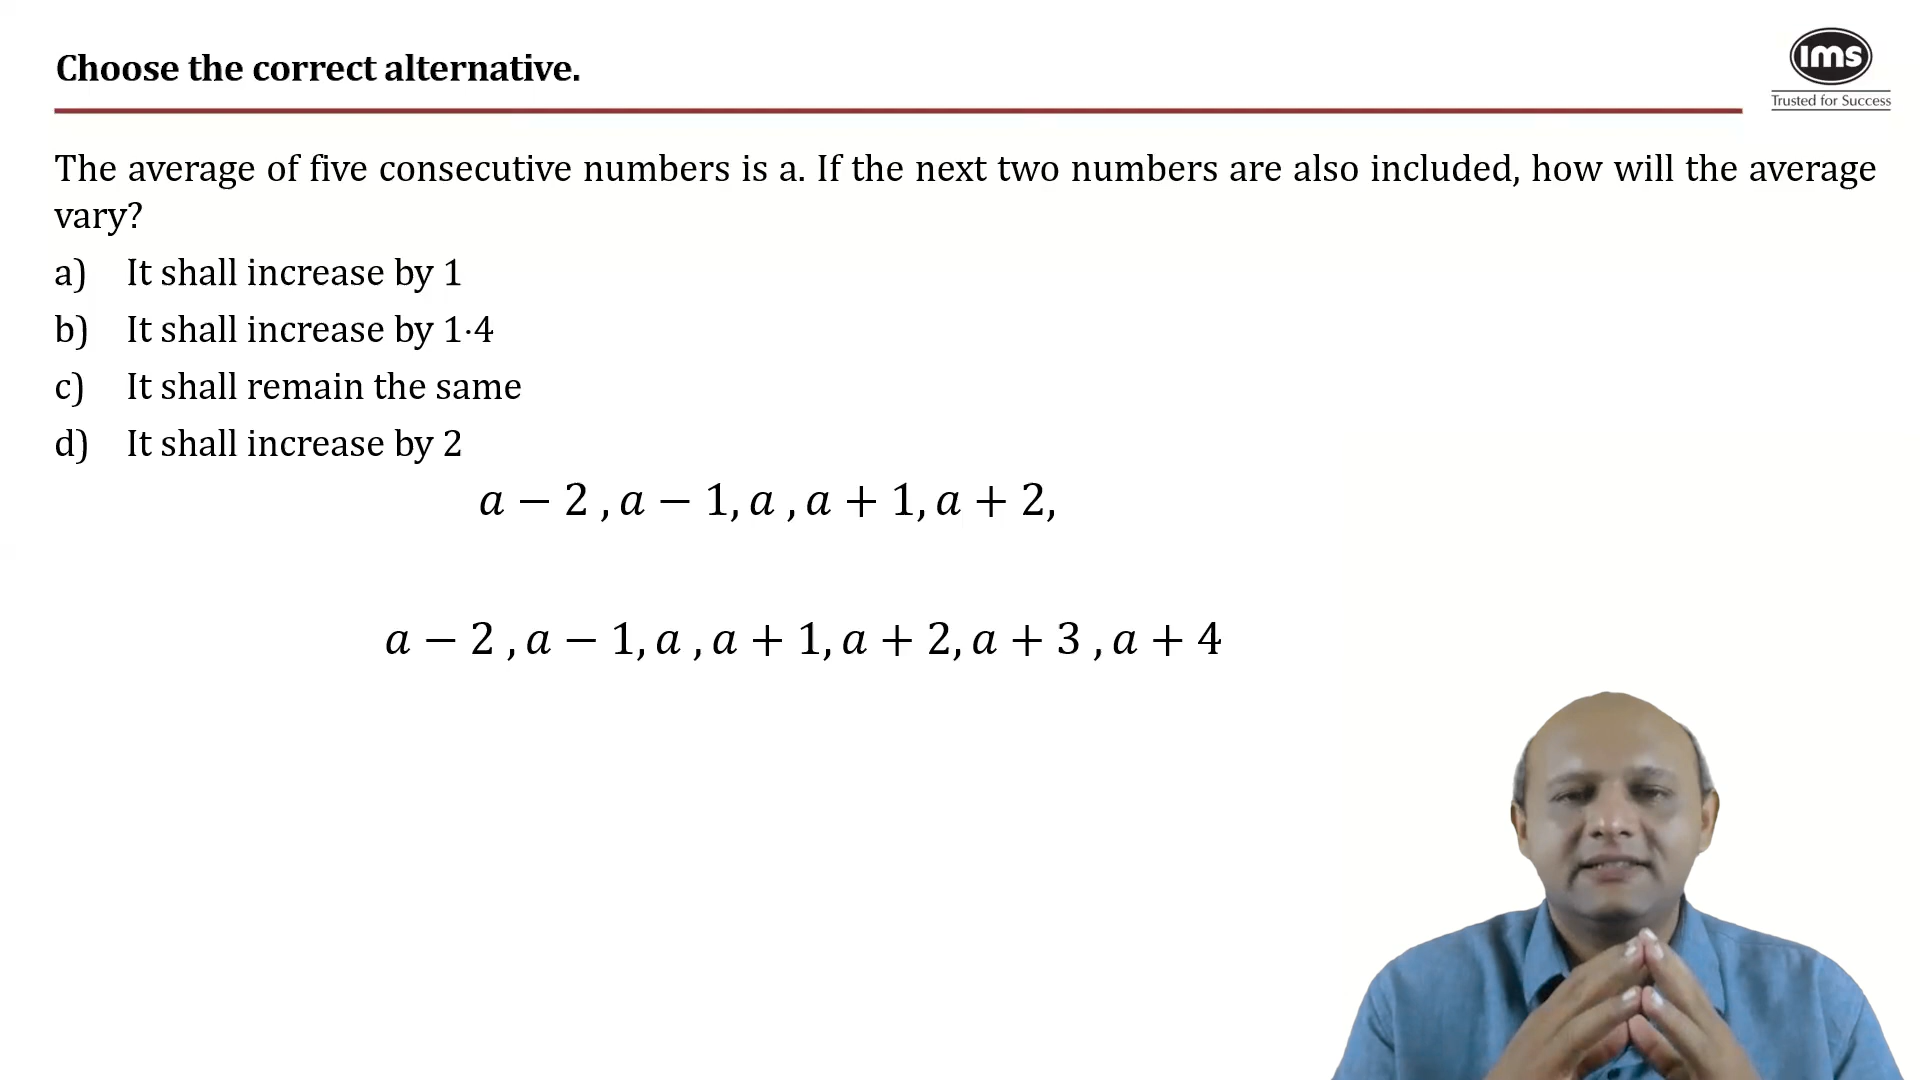 Choose the correct alternative.
ims
Trusted for Success
The average of five consecutive numbers is a. If the next two numbers are also included, how will the average
vary?
a) It shall increase by 1
b) It shall increase by 1·4
c) It shall remain the same
d) It shall increase by 2
a − 2 , a − 1, a , a + 1, a + 2,
a − 2 , a − 1, a , a + 1, a + 2, a + 3 , a + 4